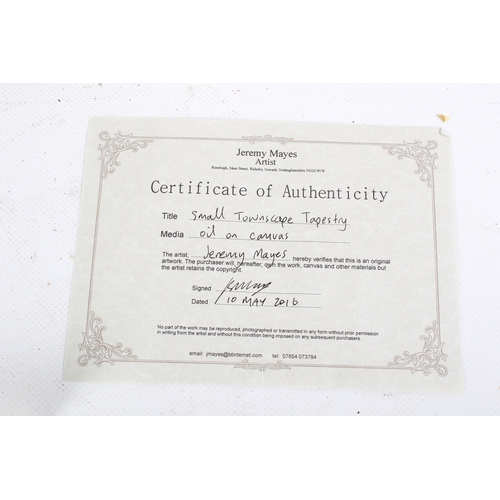 Jeremy Mayes
Artist
Certificate of Authenticity
Title Small Townscape Tapestry
Media oil on canvas
The artist, Jeremy Mayes hereby verifies that this is an original
artwork. The purchaser will, hereafter, own the work, canvas and other materials but
the artist retains the copyright.
Signed
Dated 10 MAY 2016
No part of the work may be reproduced, photographed or transmitted in any form without prior permission
in writing from the artist and without this condition being imposed on any subsequent purchasers.
email: jmayes@btinternet.com tel: 07854 073784